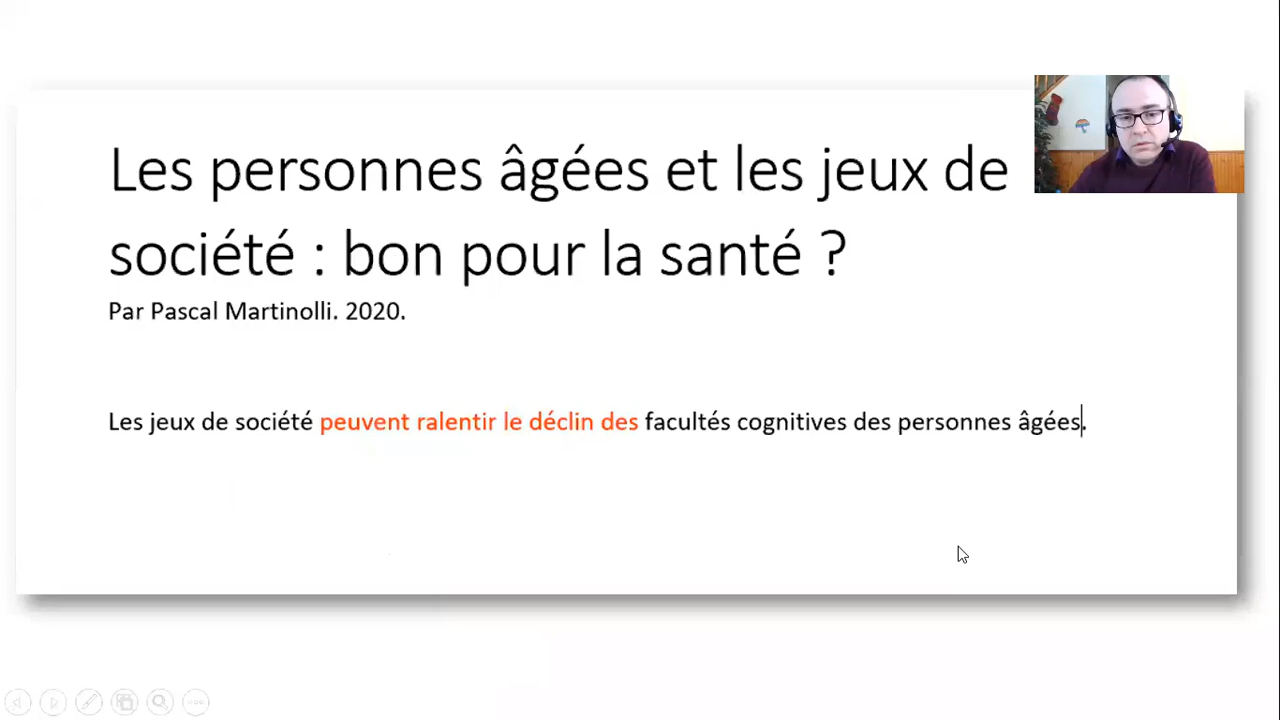 Les personnes âgées et les jeux de
société : bon pour la santé ?
Par Pascal Martinolli. 2020.
Les jeux de société peuvent ralentir le déclin des facultés cognitives des personnes âgées.